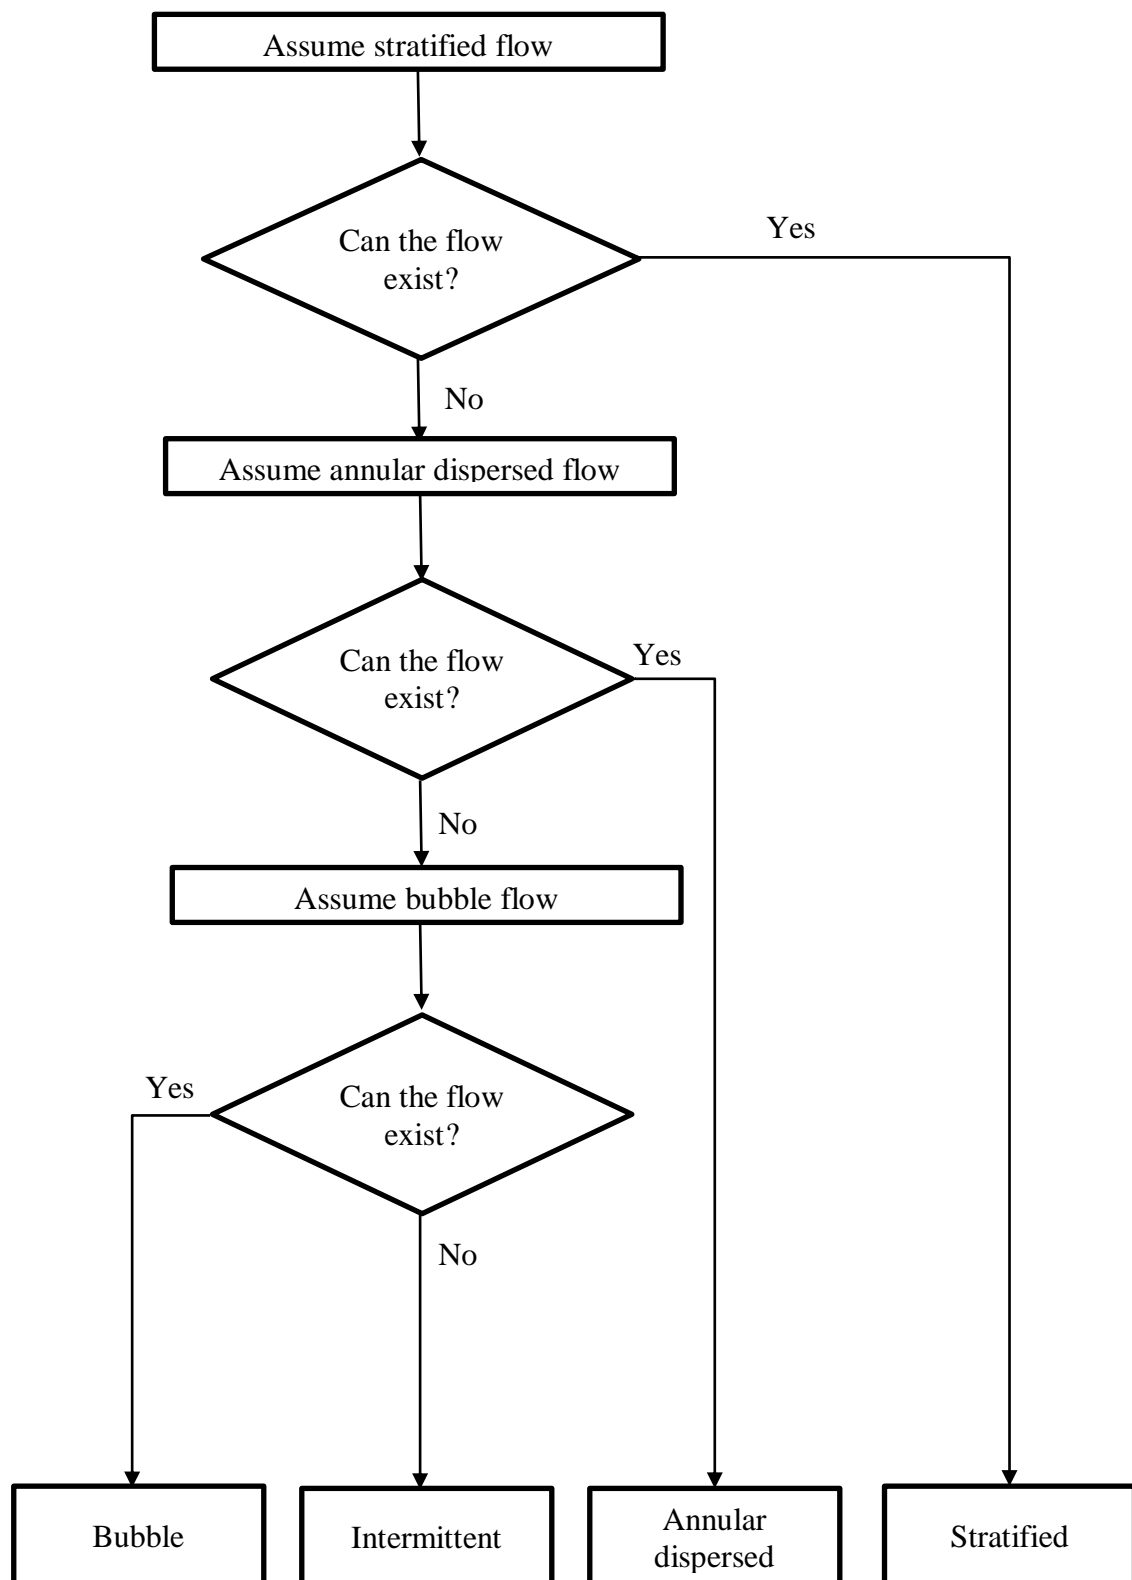 Assume stratified flow
Can the flow
exist?
Yes
No
Assume annular dispersed flow
Can the flow
exist?
Yes
No
Assume bubble flow
Can the flow
exist?
Yes
No
Bubble
Intermittent
Annular
dispersed
Stratified